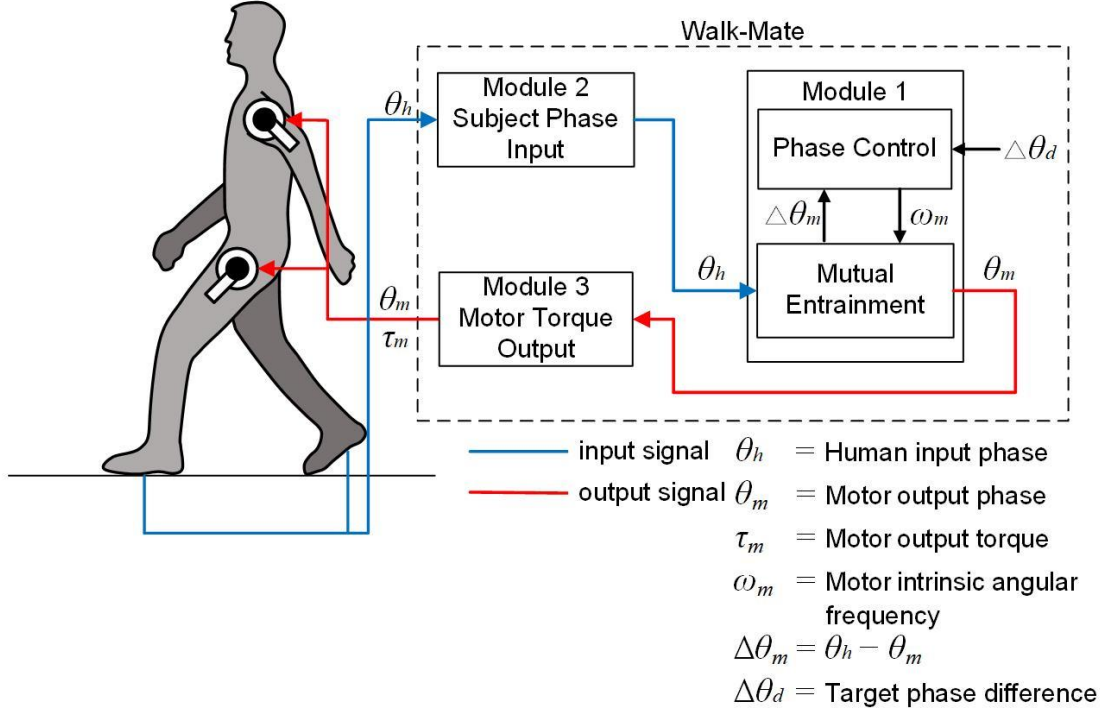 Walk-Mate
Module 2
Subject Phase
Input
Module 1
Phase Control
θh
△θd
△θm
ωm
θh
Mutual
Entrainment
θm
Module 3
Motor Torque
Output
θm
τm
input signal
output signal
θh = Human input phase
θm = Motor output phase
τm = Motor output torque
ωm = Motor intrinsic angular
frequency
Δθm = θh − θm
Δθd = Target phase difference